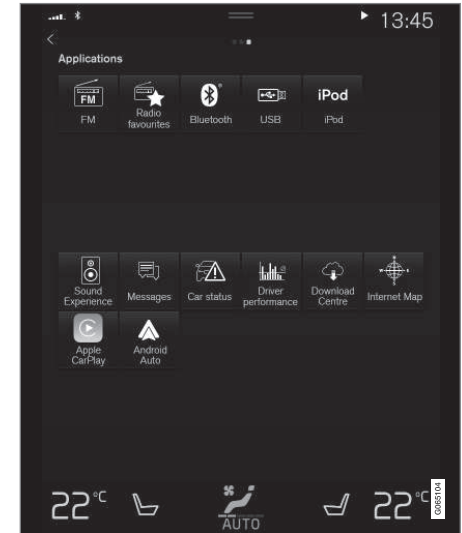 13:45
Applications
FM
FM
Radio
favourites
Bluetooth
USB
iPod
iPod
Sound
Experience
Messages
Car status
Driver
performance
Download
Centre
Internet Map
Apple
CarPlay
Android
Auto
22°C
AUTO
22°C
G065104